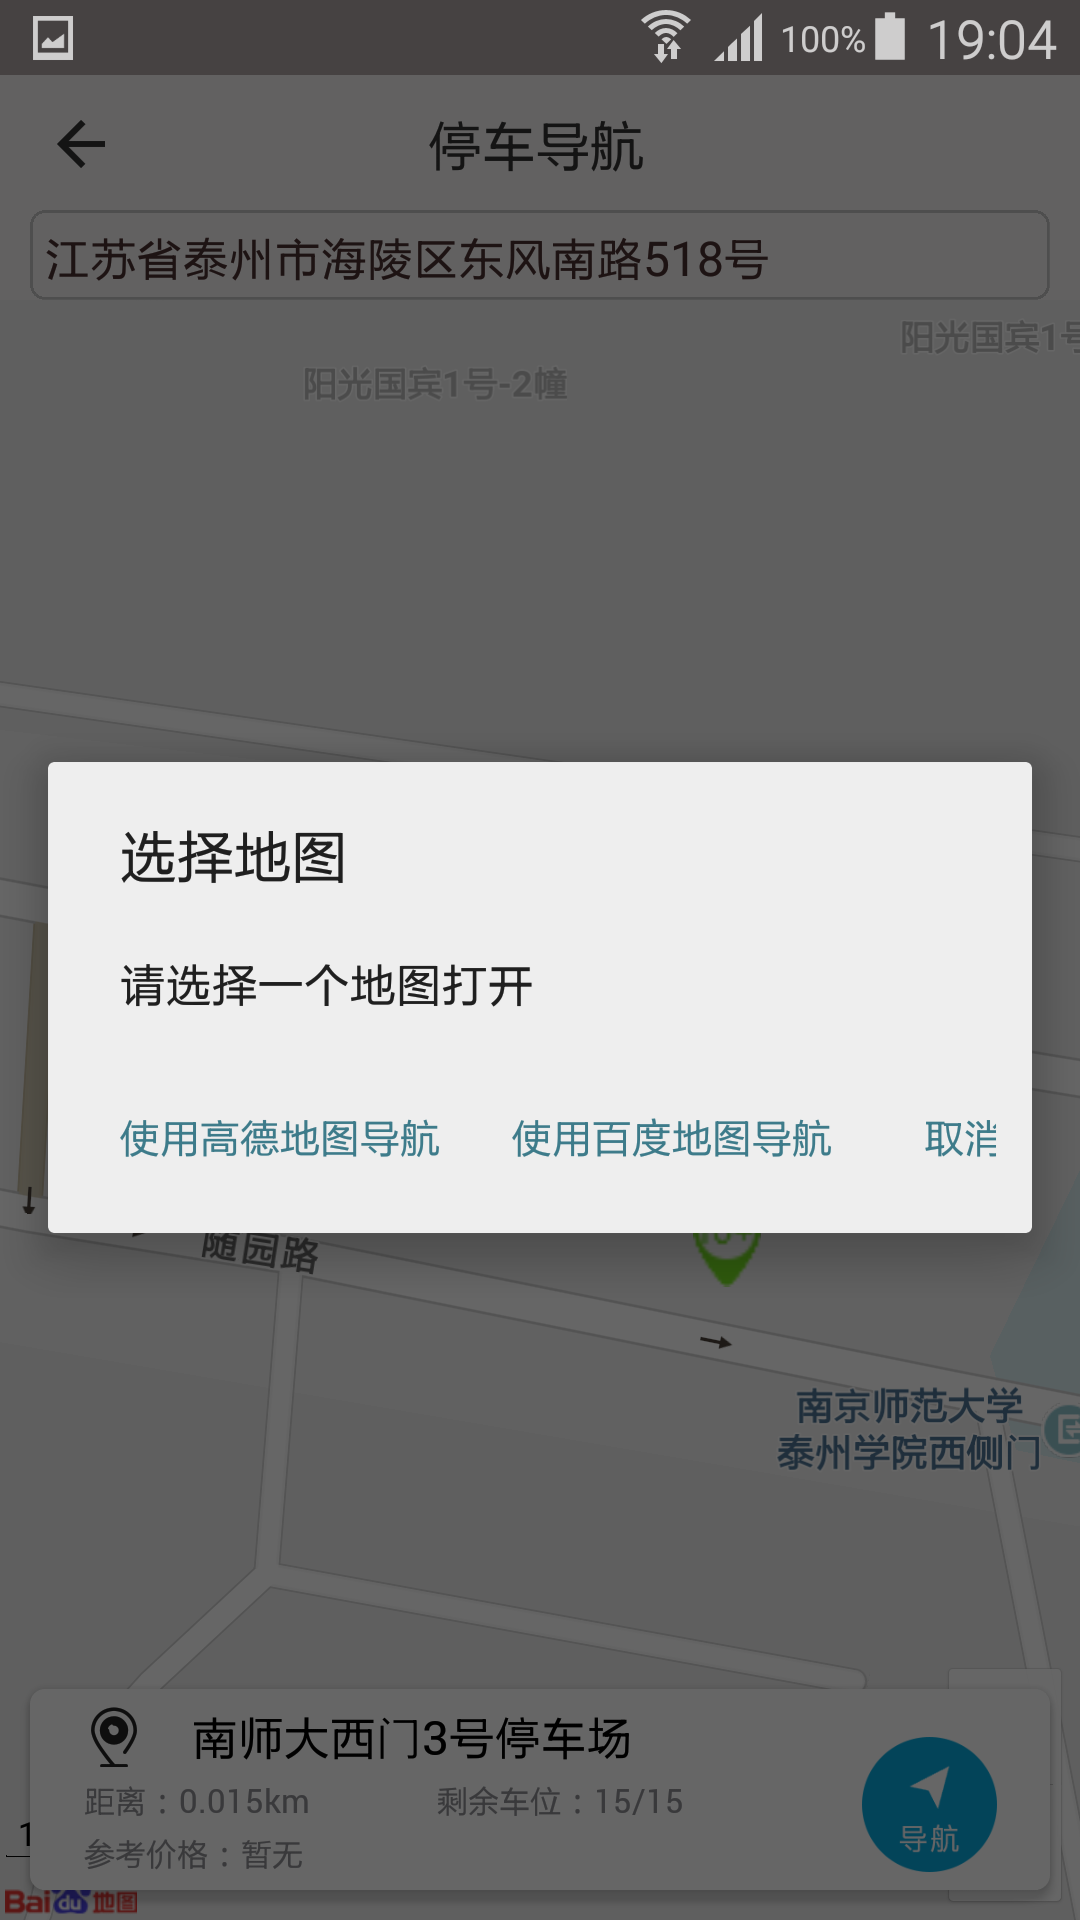 100% 19:04
停车导航
江苏省泰州市海陵区东风南路518号
阳光国宾1号
阳光国宾1号-2幢
选择地图
请选择一个地图打开
使用高德地图导航 使用百度地图导航 取消
随园路
南京师范大学
泰州学院西侧门
南师大西门3号停车场
距离：0.015km 剩余车位：15/15
导航
参考价格：暂无
Baidu地图